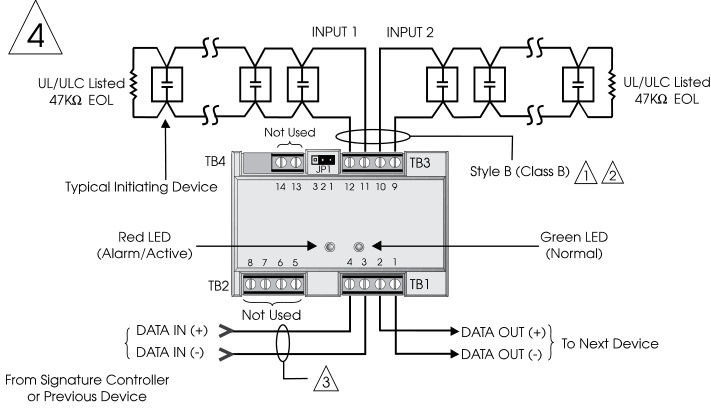 4
INPUT 1
INPUT 2
UL/ULC Listed
47KΩ EOL
UL/ULC Listed
47KΩ EOL
Not Used
TB4
JP1
TB3
Style B (Class B)
1
2
Typical Initiating Device
14 13 3 2 1 12 11 10 9
Red LED
(Alarm/Active)
Green LED
(Normal)
8 7 6 5 4 3 2 1
TB2
TB1
Not Used
DATA IN (+)
DATA IN (-)
DATA OUT (+)
DATA OUT (-)
To Next Device
3
From Signature Controller
or Previous Device